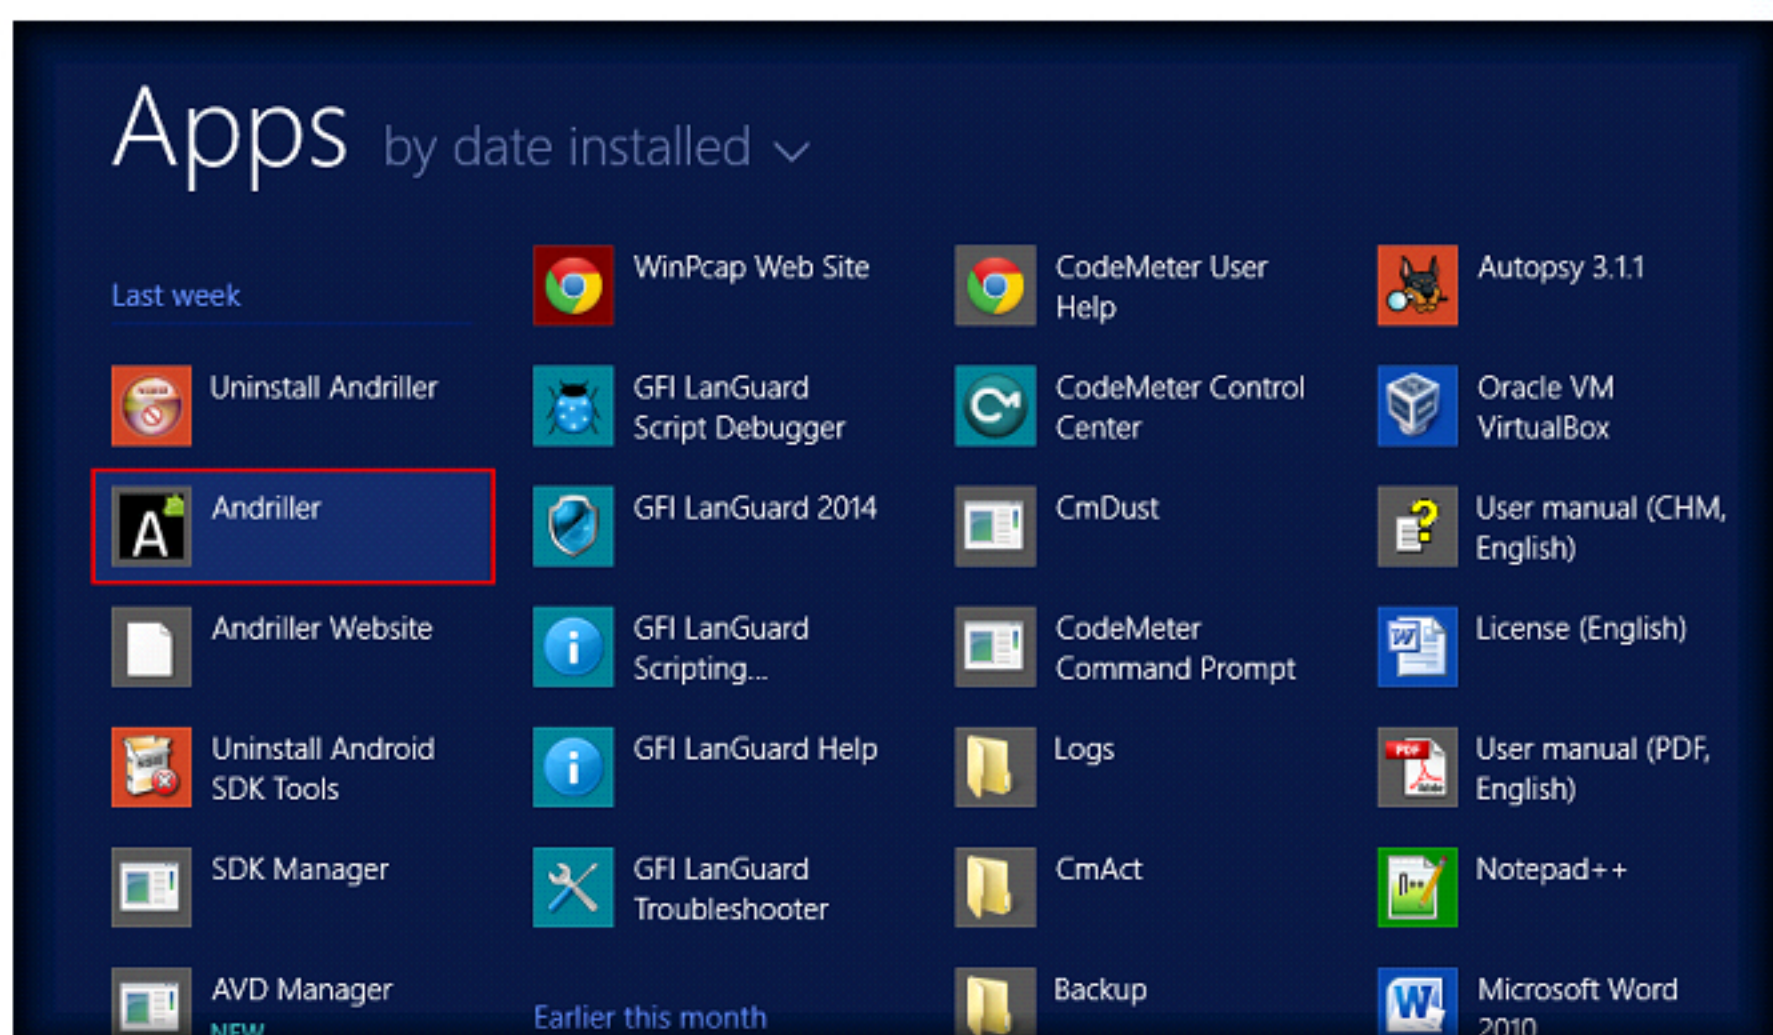 Apps by date installed
Last week
Uninstall Andriller
Andriller
Andriller Website
Uninstall Android
SDK Tools
SDK Manager
AVD Manager
NEW
WinPcap Web Site
GFI LanGuard
Script Debugger
GFI LanGuard 2014
GFI LanGuard
Scripting...
GFI LanGuard Help
GFI LanGuard
Troubleshooter
Earlier this month
CodeMeter User
Help
CodeMeter Control
Center
CmDust
CodeMeter
Command Prompt
Logs
CmAct
Backup
Autopsy 3.1.1
Oracle VM
VirtualBox
User manual (CHM,
English)
License (English)
User manual (PDF,
English)
Notepad++
Microsoft Word
2010